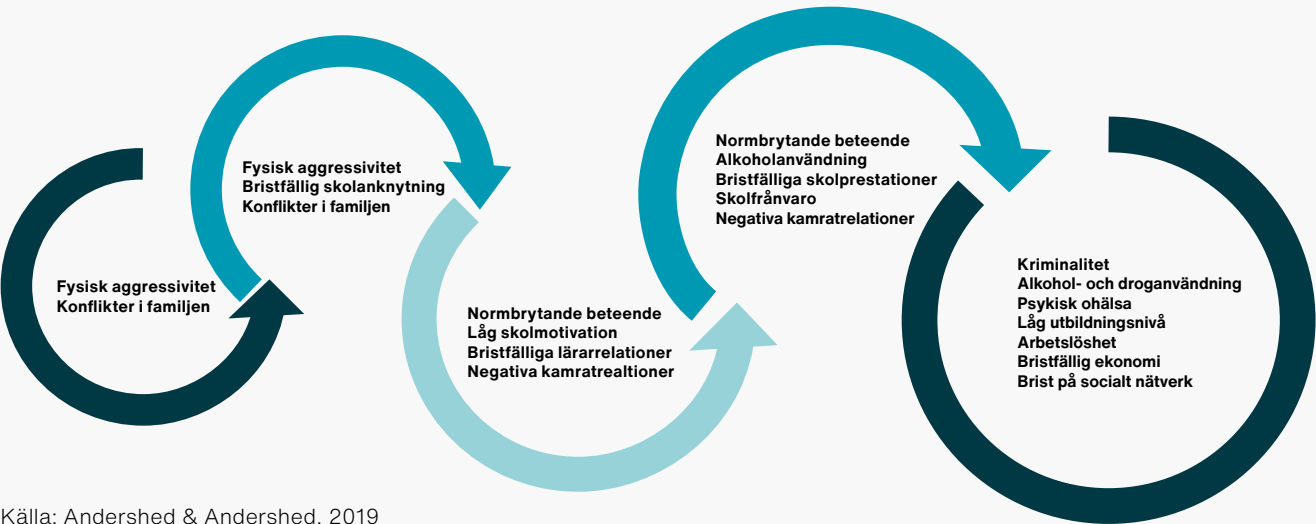 Fysisk aggressivitet
Konflikter i familjen
Fysisk aggressivitet
Bristfällig skolanknytning
Konflikter i familjen
Normbrytande beteende
Låg skolmotivation
Bristfälliga lärarrelationer
Negativa kamratrealtioner
Normbrytande beteende
Alkoholanvändning
Bristfälliga skolprestationer
Skolfrånvaro
Negativa kamratrelationer
Kriminalitet
Alkohol- och droganvändning
Psykisk ohälsa
Låg utbildningsnivå
Arbetslöshet
Bristfällig ekonomi
Brist på socialt nätverk
Källa: Andershed & Andershed, 2019